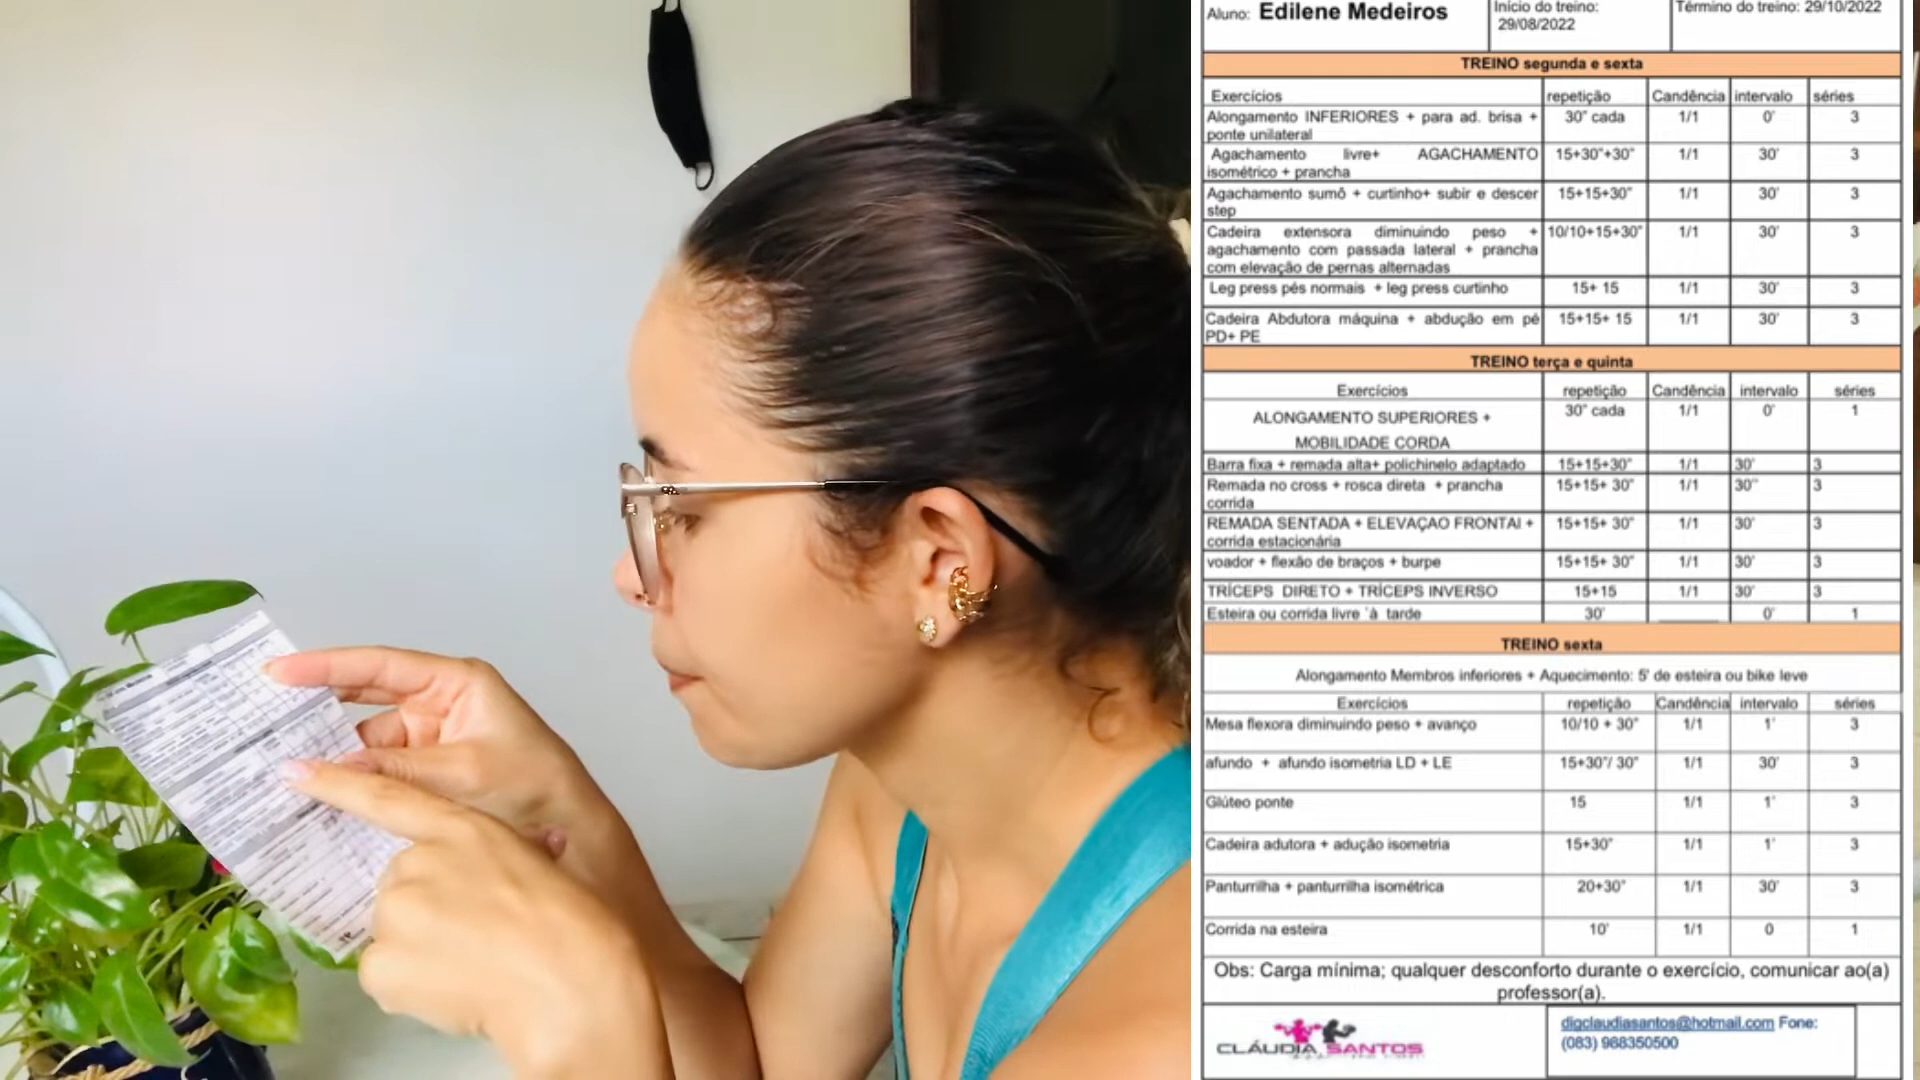 Aluno: Edilene Medeiros
Início do treino:
29/08/2022
Término do treino: 29/10/2022
TREINO segunda e sexta
Exercícios repetição Candência intervalo séries
Alongamento INFERIORES + para ad. brisa + 30" cada 1/1 0' 3
ponte unilateral
Agachamento livre+ AGACHAMENTO 15+30"+30" 1/1 30' 3
isométrico + prancha
Agachamento sumô + curtinho+ subir e descer 15+15+30" 1/1 30' 3
step
Cadeira extensora diminuindo peso + 10/10+15+30" 1/1 30' 3
agachamento com passada lateral + prancha
com elevação de pernas alternadas
Leg press pés normais + leg press curtinho 15+ 15 1/1 30' 3
Cadeira Abdutora máquina + abdução em pé 15+15+ 15 1/1 30' 3
PD+ PE
TREINO terça e quinta
Exercícios repetição Candência intervalo séries
ALONGAMENTO SUPERIORES + 30" cada 1/1 0' 1
MOBILIDADE CORDA
Barra fixa + remada alta+ polichinelo adaptado 15+15+30" 1/1 30' 3
Remada no cross + rosca direta + prancha 15+15+ 30" 1/1 30" 3
corrida
REMADA SENTADA + ELEVAÇAO FRONTAl + 15+15+ 30" 1/1 30' 3
corrida estacionária
voador + flexão de braços + burpe 15+15+ 30" 1/1 30' 3
TRÍCEPS DIRETO + TRÍCEPS INVERSO 15+15 1/1 30' 3
Esteira ou corrida livre ´à tarde 30' 0' 1
TREINO sexta
Alongamento Membros inferiores + Aquecimento: 5' de esteira ou bike leve
Exercícios repetição Candência intervalo séries
Mesa flexora diminuindo peso + avanço 10/10 + 30" 1/1 1' 3
afundo + afundo isometria LD + LE 15+30"/ 30" 1/1 30' 3
Glúteo ponte 15 1/1 1' 3
Cadeira adutora + adução isometria 15+30" 1/1 1' 3
Panturrilha + panturrilha isométrica 20+30" 1/1 30' 3
Corrida na esteira 10' 1/1 0 1
Obs: Carga mínima; qualquer desconforto durante o exercício, comunicar ao(a)
professor(a).
CLÁUDIA SANTOS
digclaudiasantos@hotmail.com Fone:
(083) 988350500